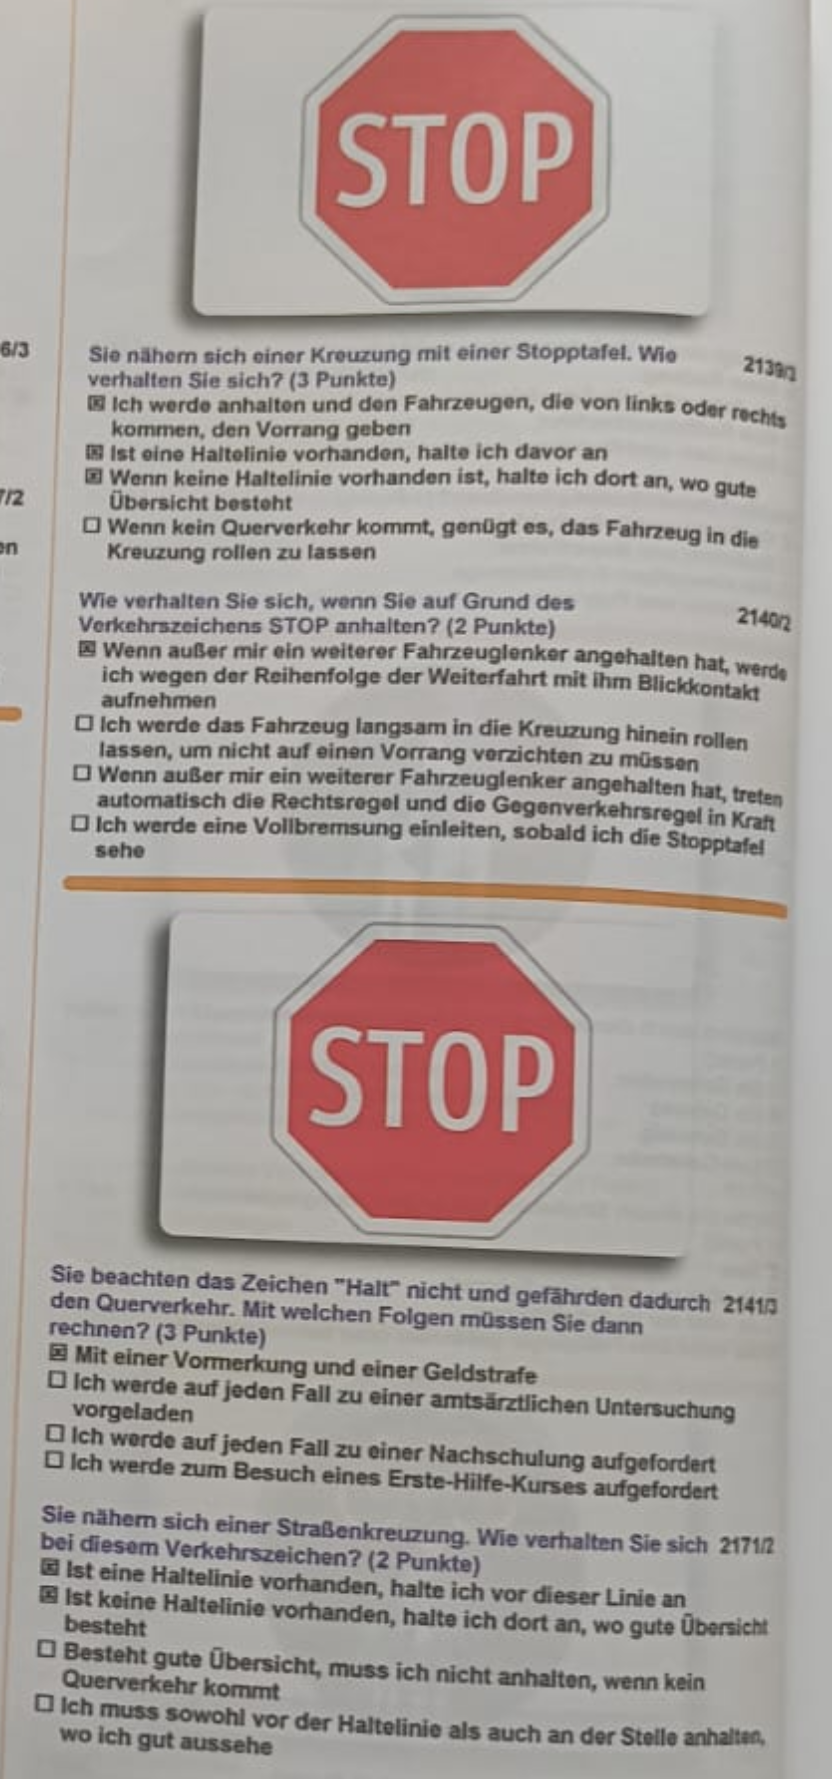 STOP
6/3
7/2
en
Sie nähern sich einer Kreuzung mit einer Stopptafel. Wie 2139/3
verhalten Sie sich? (3 Punkte)
☒ Ich werde anhalten und den Fahrzeugen, die von links oder rechts
kommen, den Vorrang geben
☒ Ist eine Haltelinie vorhanden, halte ich davor an
☒ Wenn keine Haltelinie vorhanden ist, halte ich dort an, wo gute
Übersicht besteht
☐ Wenn kein Querverkehr kommt, genügt es, das Fahrzeug in die
Kreuzung rollen zu lassen
Wie verhalten Sie sich, wenn Sie auf Grund des 2140/2
Verkehrszeichens STOP anhalten? (2 Punkte)
☒ Wenn außer mir ein weiterer Fahrzeuglenker angehalten hat, werde
ich wegen der Reihenfolge der Weiterfahrt mit ihm Blickkontakt
aufnehmen
☐ Ich werde das Fahrzeug langsam in die Kreuzung hinein rollen
lassen, um nicht auf einen Vorrang verzichten zu müssen
☐ Wenn außer mir ein weiterer Fahrzeuglenker angehalten hat, treten
automatisch die Rechtsregel und die Gegenverkehrsregel in Kraft
☐ Ich werde eine Vollbremsung einleiten, sobald ich die Stopptafel
sehe
STOP
Sie beachten das Zeichen "Halt" nicht und gefährden dadurch 2141/3
den Querverkehr. Mit welchen Folgen müssen Sie dann
rechnen? (3 Punkte)
☒ Mit einer Vormerkung und einer Geldstrafe
☐ Ich werde auf jeden Fall zu einer amtsärztlichen Untersuchung
vorgeladen
☐ Ich werde auf jeden Fall zu einer Nachschulung aufgefordert
☐ Ich werde zum Besuch eines Erste-Hilfe-Kurses aufgefordert
Sie nähern sich einer Straßenkreuzung. Wie verhalten Sie sich 2171/2
bei diesem Verkehrszeichen? (2 Punkte)
☒ Ist eine Haltelinie vorhanden, halte ich vor dieser Linie an
☒ Ist keine Haltelinie vorhanden, halte ich dort an, wo gute Übersicht
besteht
☐ Besteht gute Übersicht, muss ich nicht anhalten, wenn kein
Querverkehr kommt
☐ Ich muss sowohl vor der Haltelinie als auch an der Stelle anhalten,
wo ich gut aussehe